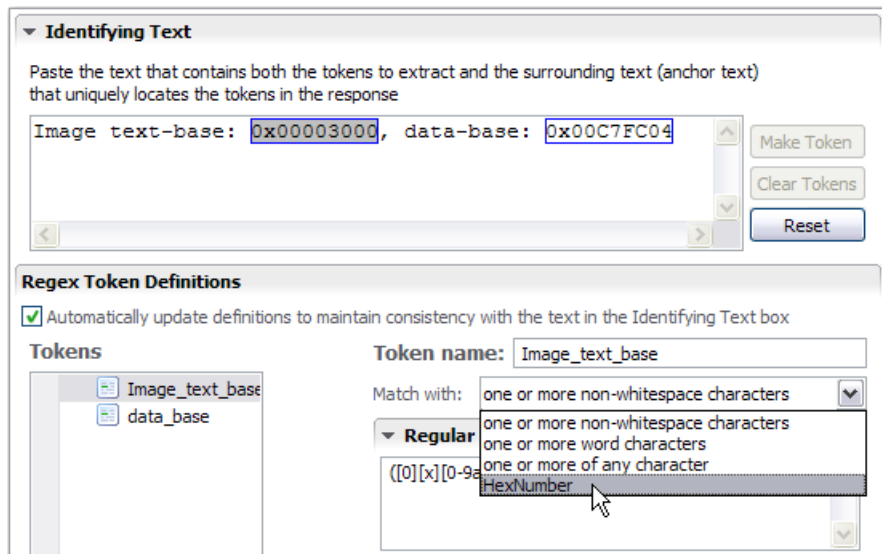 Identifying Text
Paste the text that contains both the tokens to extract and the surrounding text (anchor text)
that uniquely locates the tokens in the response
Image text-base: 0x00003000, data-base: 0x00C7FC04
Make Token
Clear Tokens
Reset
Regex Token Definitions
Automatically update definitions to maintain consistency with the text in the Identifying Text box
Tokens
Image_text_base
data_base
Token name: Image_text_base
Match with: one or more non-whitespace characters
one or more non-whitespace characters
one or more word characters
one or more of any character
HexNumber
Regular
([0][x][0-9a